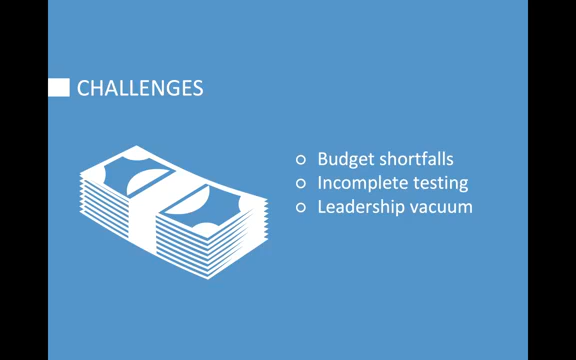 CHALLENGES
Budget shortfalls
Incomplete testing
Leadership vacuum